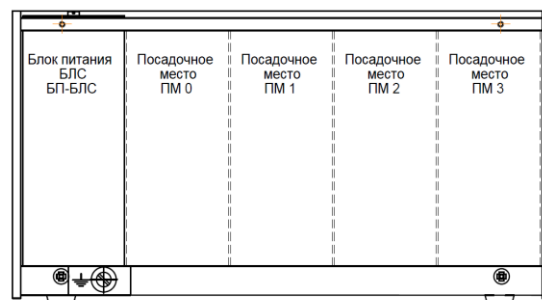 Блок питания
БЛС
БП-БЛС
Посадочное
место
ПМ 0
Посадочное
место
ПМ 1
Посадочное
место
ПМ 2
Посадочное
место
ПМ 3